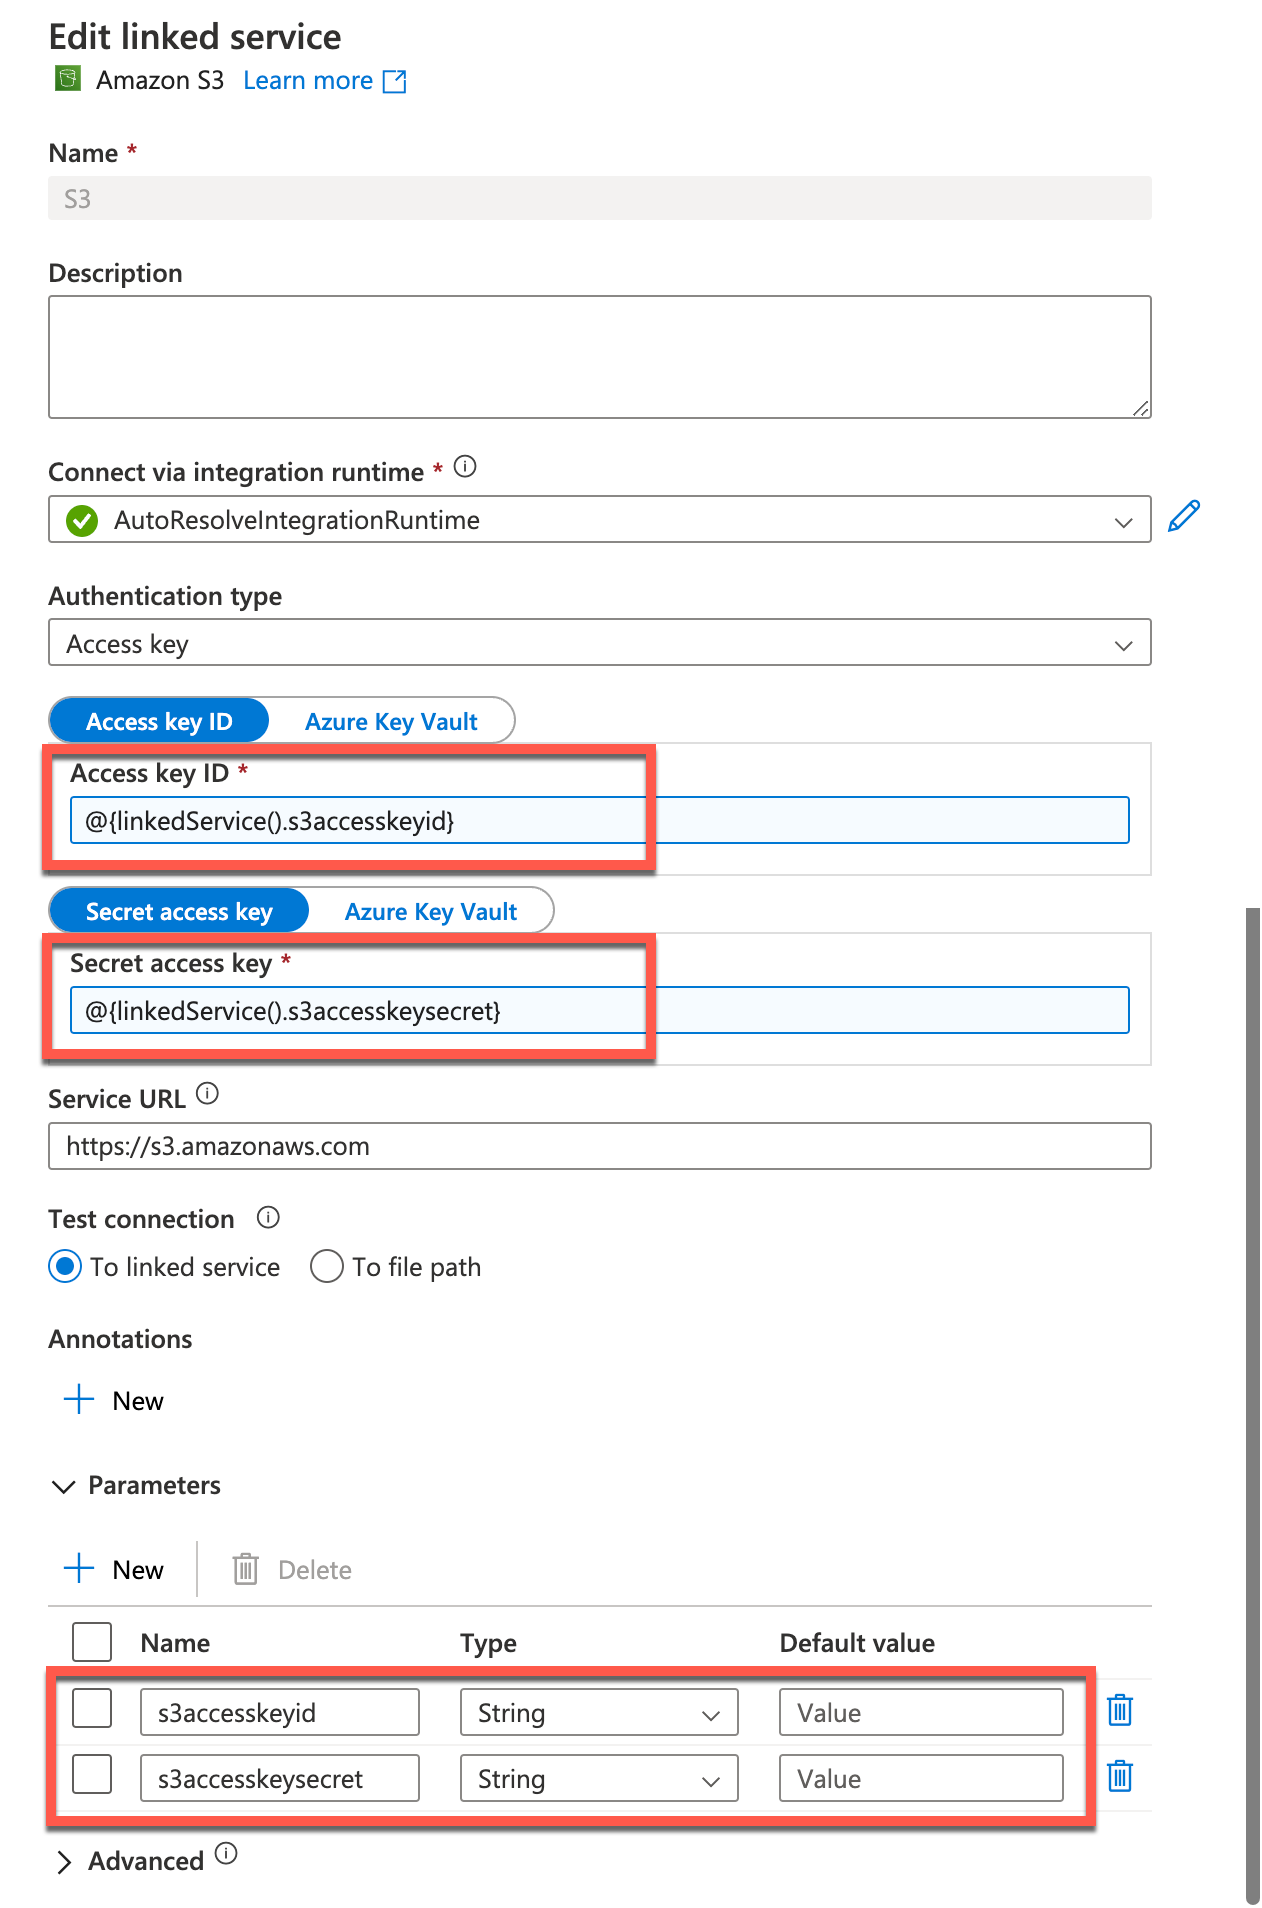 Edit linked service
Amazon S3 Learn more
Name *
S3
Description
Connect via integration runtime *
AutoResolveIntegrationRuntime
Authentication type
Access key
Access key ID Azure Key Vault
Access key ID *
@{linkedService().s3accesskeyid}
Secret access key Azure Key Vault
Secret access key *
@{linkedService().s3accesskeysecret}
Service URL
https://s3.amazonaws.com
Test connection
To linked service To file path
Annotations
New
Parameters
New Delete
Name Type Default value
s3accesskeyid String Value
s3accesskeysecret String Value
Advanced